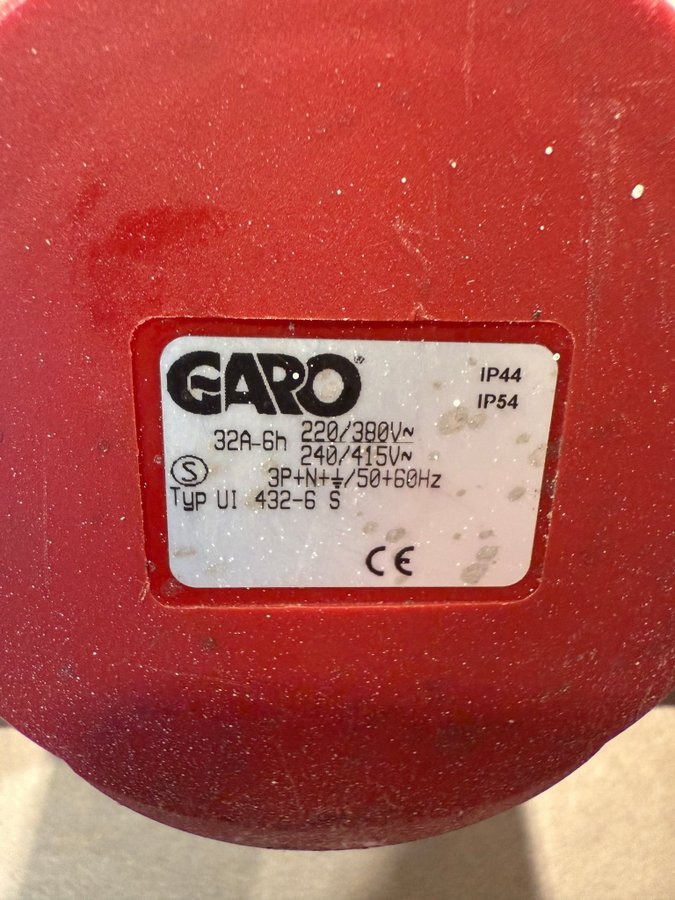 GARO
IP44
IP54
32A-6h 220/380V~
240/415V~
S
3P+N+⏚/50+60Hz
Typ UI 432-6 S
CE